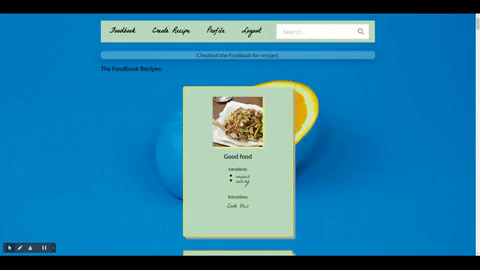 Foodbook Create Recipe Profile Logout Search...
Checkout the Foodbook for recipes!
The Foodbook Recipes:
Good food
Ingredients:
celery
Instructions:
Cook this